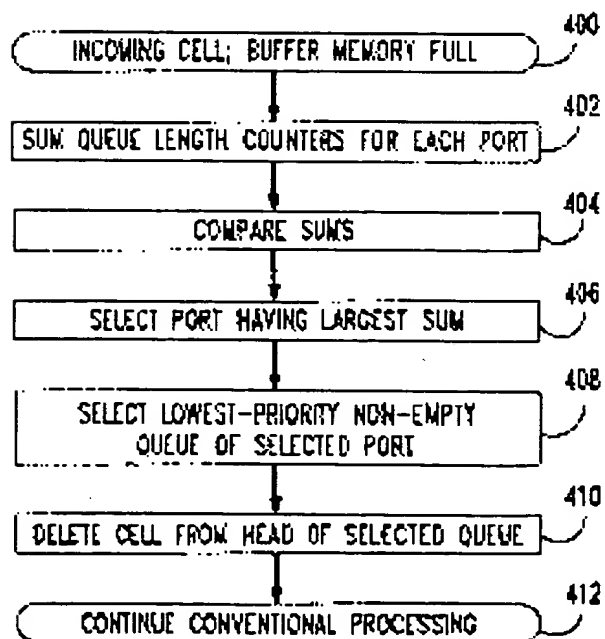 400
INCOMING CELL; BUFFER MEMORY FULL
402
SUM QUEUE LENGTH COUNTERS FOR EACH PORT
404
COMPARE SUMS
406
SELECT PORT HAVING LARGEST SUM
408
SELECT LOWEST-PRIORITY NON-EMPTY
QUEUE OF SELECTED PORT
410
DELETE CELL FROM HEAD OF SELECTED QUEUE
412
CONTINUE CONVENTIONAL PROCESSING